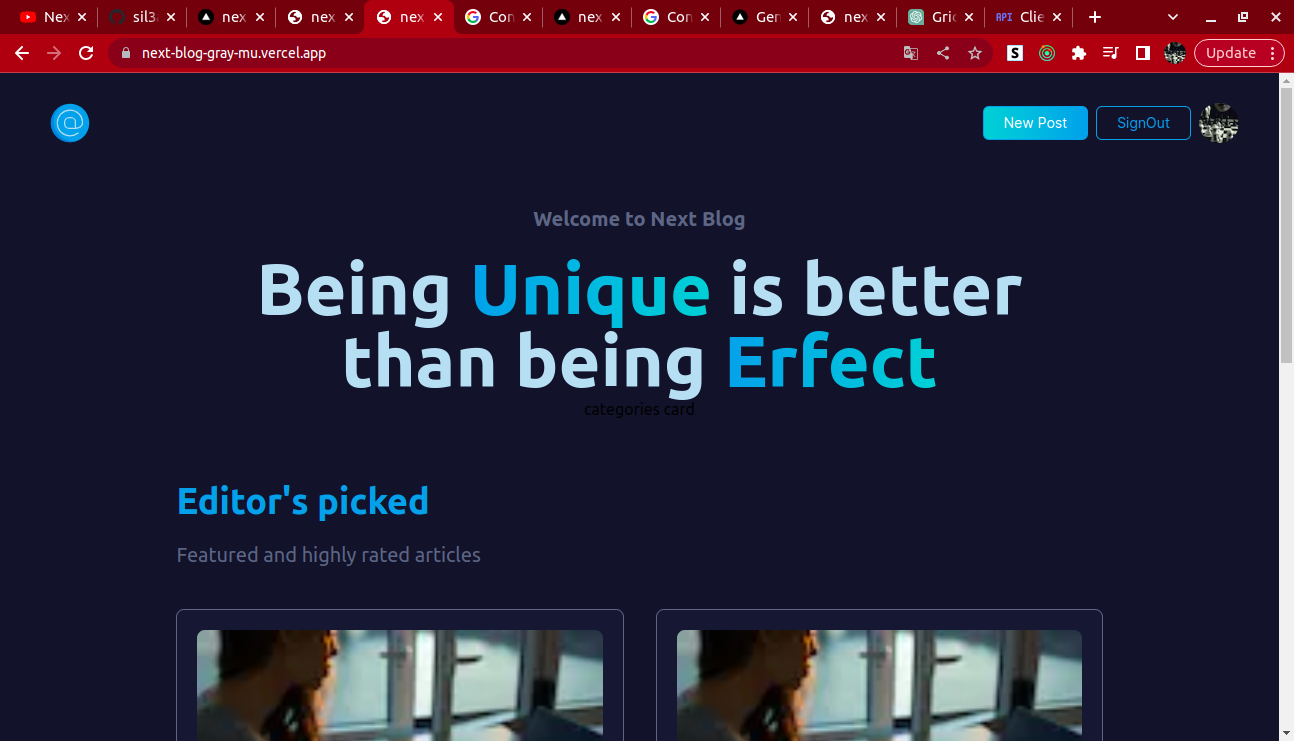 Nex
sil3
nex
nex
nex
Con
nex
Con
Gen
nex
Gric
API
Clie
next-blog-gray-mu.vercel.app
S
Update
@
New Post
SignOut
Welcome to Next Blog
Being Unique is better
than being Erfect
categories card
Editor's picked
Featured and highly rated articles